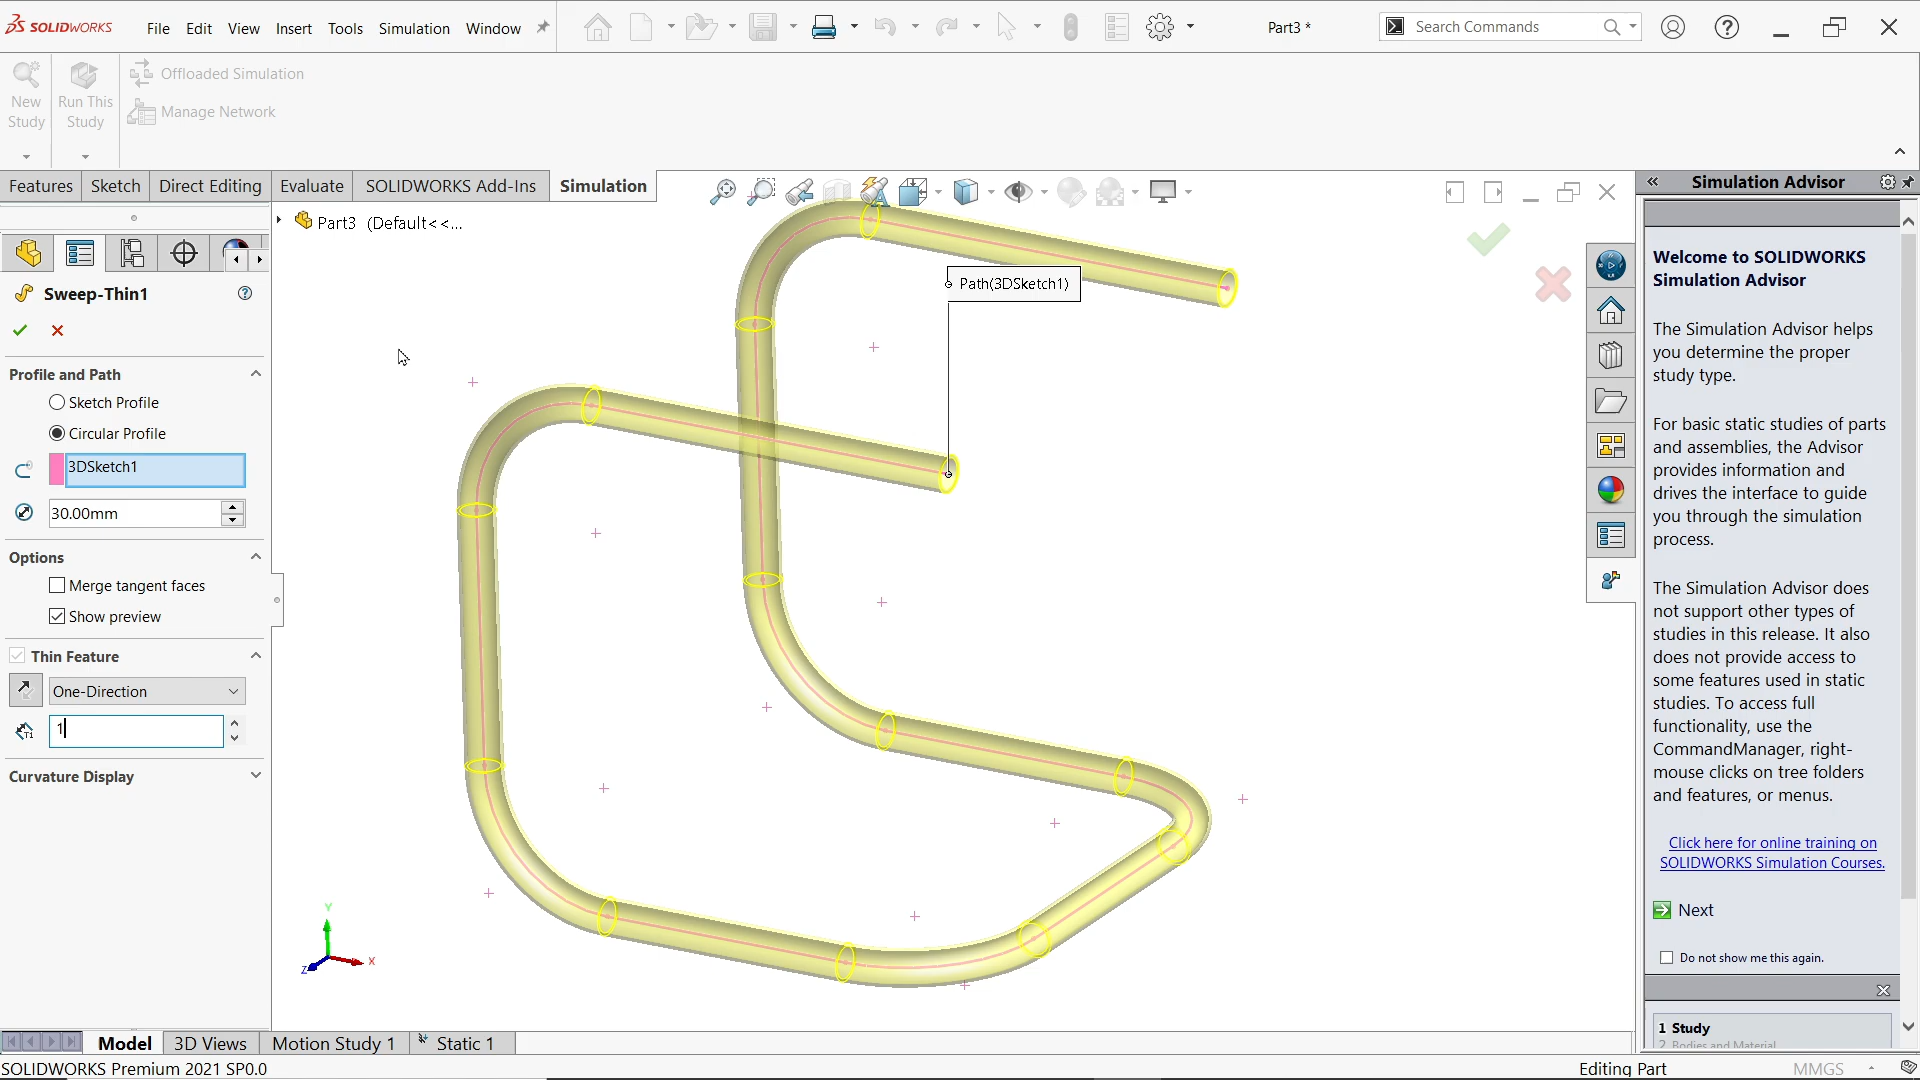 SOLIDWORKS
File Edit View Insert Tools Simulation Window
Part3 *
Search Commands
New Study
Run This Study
Offloaded Simulation
Manage Network
Features Sketch Direct Editing Evaluate SOLIDWORKS Add-Ins Simulation
Part3 (Default<<...
Sweep-Thin1
Profile and Path
Sketch Profile
Circular Profile
3DSketch1
30.00mm
Options
Merge tangent faces
Show preview
Thin Feature
One-Direction
T1
1
Curvature Display
Path(3DSketch1)
Y
X
Z
Simulation Advisor
Welcome to SOLIDWORKS
Simulation Advisor
The Simulation Advisor helps
you determine the proper
study type.
For basic static studies of parts
and assemblies, the Advisor
provides information and
drives the interface to guide
you through the simulation
process.
The Simulation Advisor does
not support other types of
studies in this release. It also
does not provide access to
some features used in static
studies. To access full
functionality, use the
CommandManager, right-
mouse clicks on tree folders
and features, or menus.
Click here for online training on
SOLIDWORKS Simulation Courses.
Next
Do not show me this again.
1 Study
2 Bodies and Material
Model 3D Views Motion Study 1 Static 1
SOLIDWORKS Premium 2021 SP0.0
Editing Part
MMGS